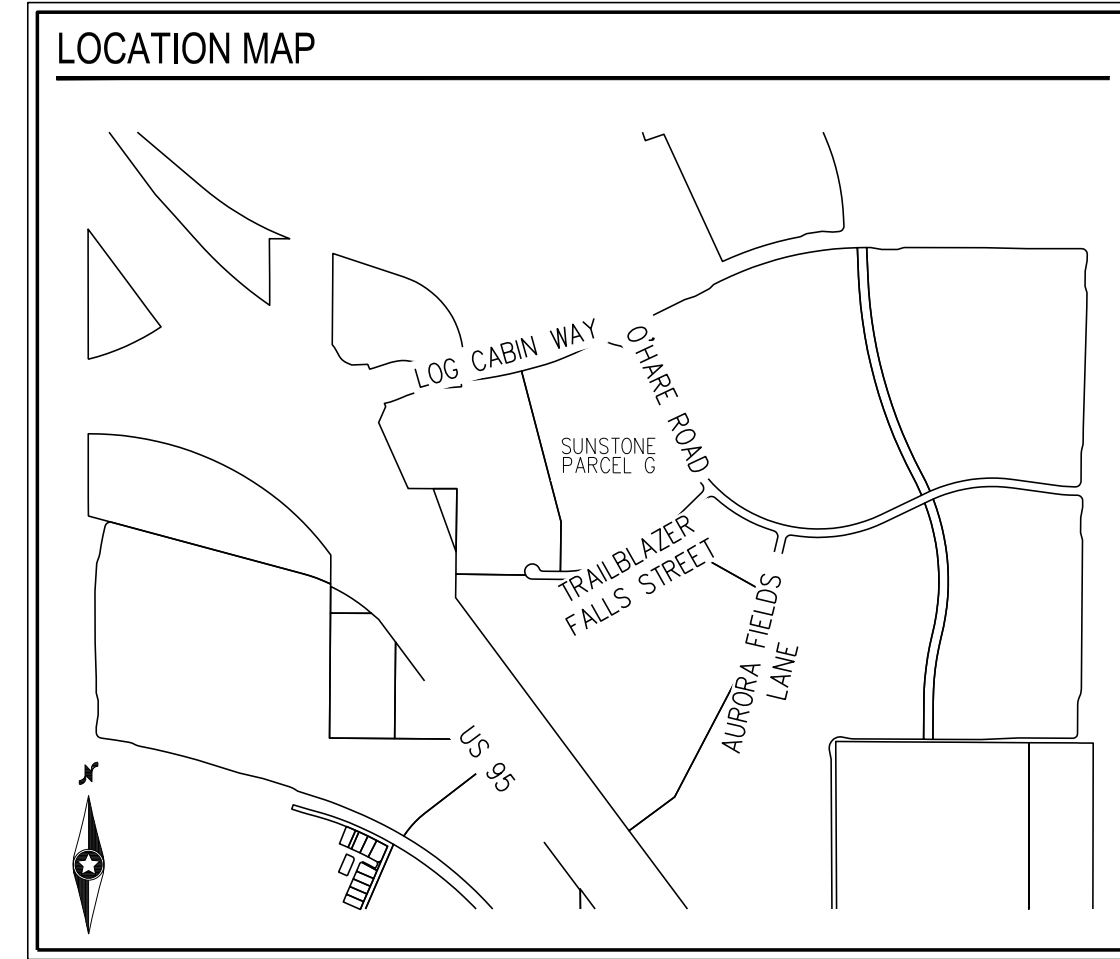 LOCATION MAP
LOG CABIN WAY
O'HARE ROAD
SUNSTONE
PARCEL G
TRAILBLAZER
FALLS STREET
AURORA FIELDS
LANE
US 95
N